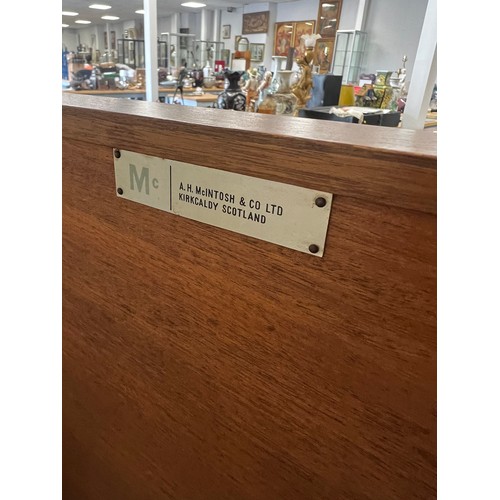 Mc
A.H. McINTOSH & CO LTD
KIRKCALDY SCOTLAND